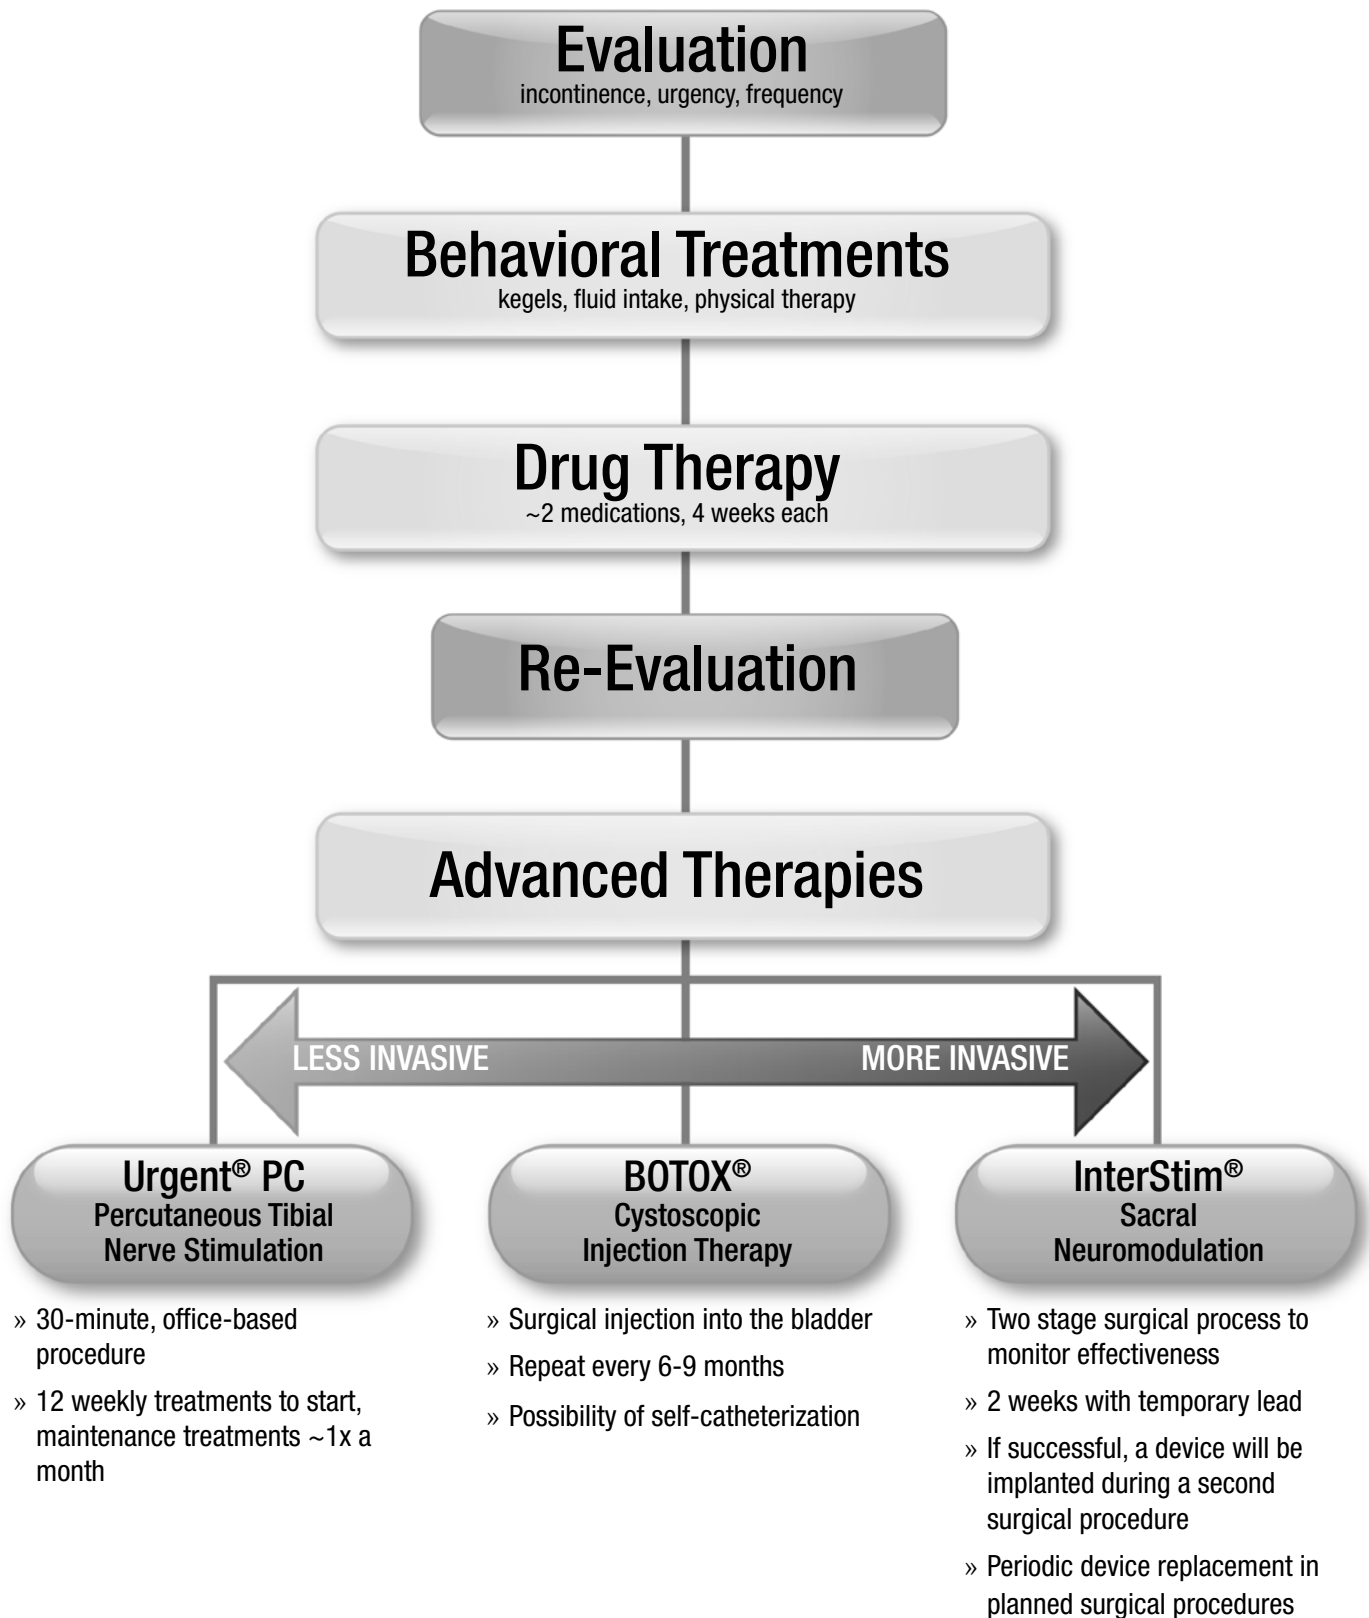 Evaluation
incontinence, urgency, frequency
Behavioral Treatments
kegels, fluid intake, physical therapy
Drug Therapy
~2 medications, 4 weeks each
Re-Evaluation
Advanced Therapies
LESS INVASIVE
MORE INVASIVE
Urgent® PC
Percutaneous Tibial
Nerve Stimulation
» 30-minute, office-based
procedure
» 12 weekly treatments to start,
maintenance treatments ~1x a
month
BOTOX®
Cystoscopic
Injection Therapy
» Surgical injection into the bladder
» Repeat every 6-9 months
» Possibility of self-catheterization
InterStim®
Sacral
Neuromodulation
» Two stage surgical process to
monitor effectiveness
» 2 weeks with temporary lead
» If successful, a device will be
implanted during a second
surgical procedure
» Periodic device replacement in
planned surgical procedures